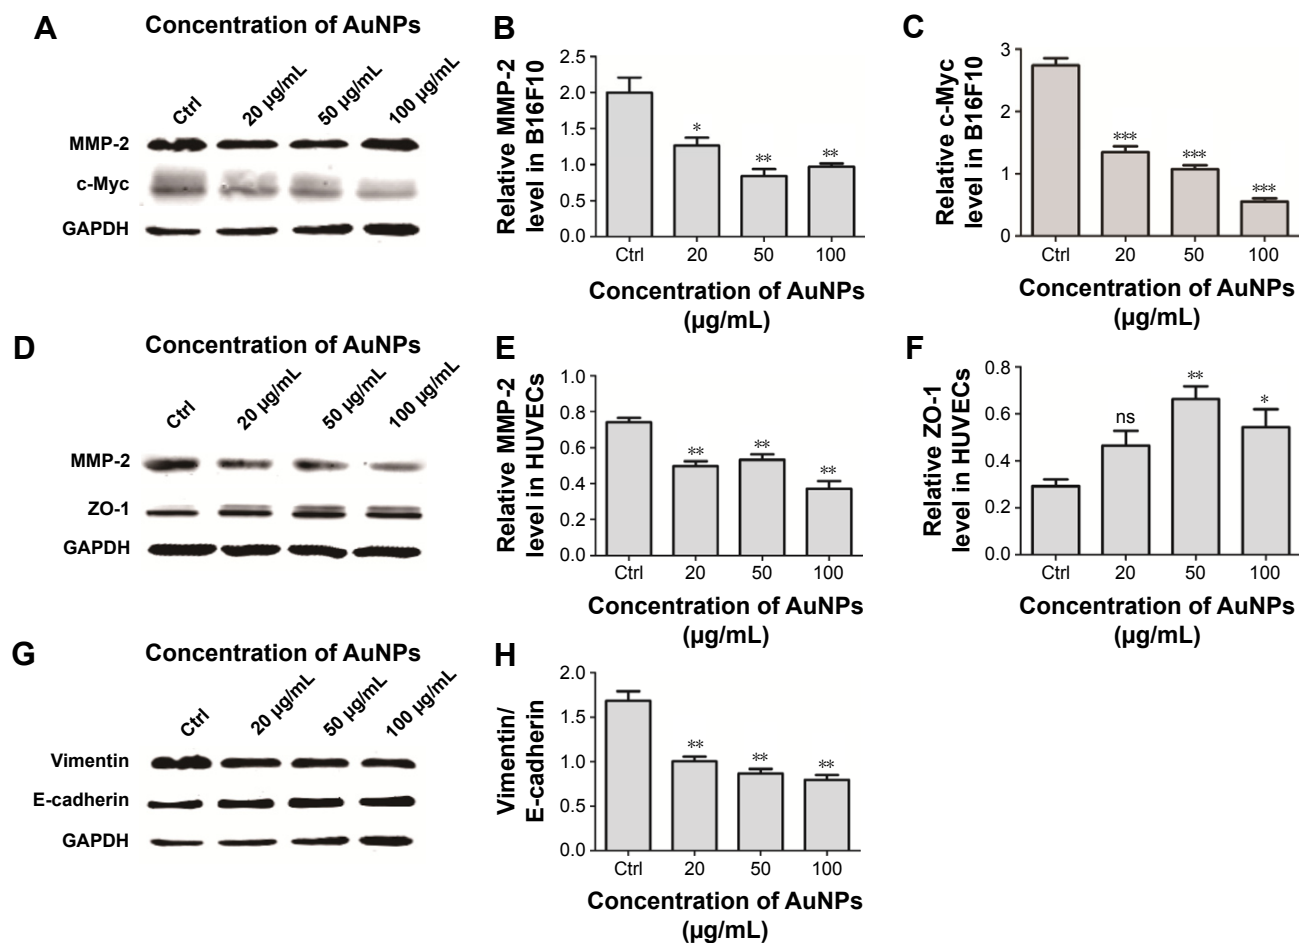 A
Concentration of AuNPs
Ctrl
20 µg/mL
50 µg/mL
100 µg/mL
MMP-2
c-Myc
GAPDH
B
Relative MMP-2
level in B16F10
2.5
2.0
1.5
1.0
0.5
0.0
*
**
**
Ctrl 20 50 100
Concentration of AuNPs
(µg/mL)
C
Relative c-Myc
level in B16F10
3
2
1
0
***
***
***
Ctrl 20 50 100
Concentration of AuNPs
(µg/mL)
D
Concentration of AuNPs
Ctrl
20 µg/mL
50 µg/mL
100 µg/mL
MMP-2
ZO-1
GAPDH
E
Relative MMP-2
level in HUVECs
1.0
0.8
0.6
0.4
0.2
0.0
**
**
**
Ctrl 20 50 100
Concentration of AuNPs
(µg/mL)
F
Relative ZO-1
level in HUVECs
0.8
0.6
0.4
0.2
0.0
ns
**
*
Ctrl 20 50 100
Concentration of AuNPs
(µg/mL)
G
Concentration of AuNPs
Ctrl
20 µg/mL
50 µg/mL
100 µg/mL
Vimentin
E-cadherin
GAPDH
H
Vimentin/
E-cadherin
2.0
1.5
1.0
0.5
0.0
**
**
**
Ctrl 20 50 100
Concentration of AuNPs
(µg/mL)